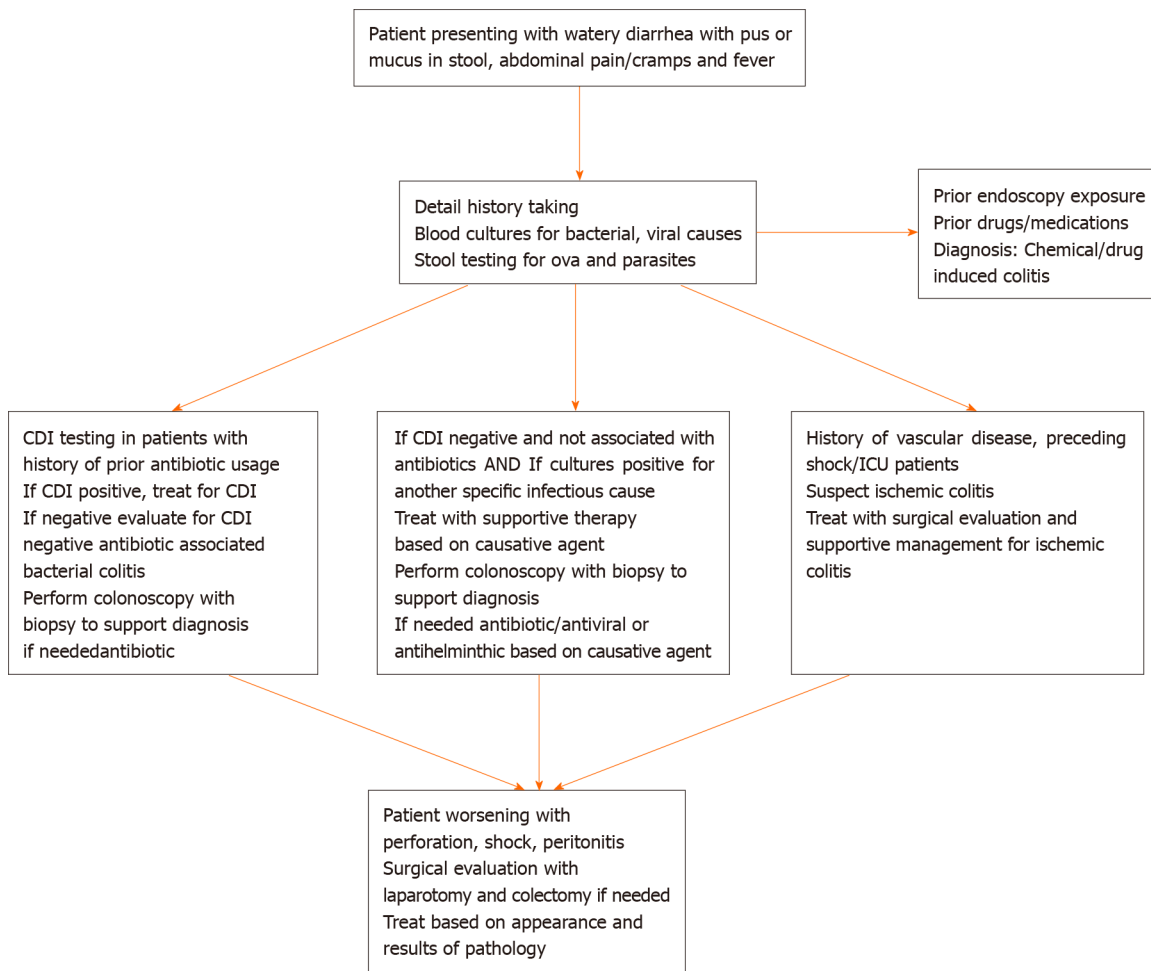 Patient presenting with watery diarrhea with pus or
mucus in stool, abdominal pain/cramps and fever
Detail history taking
Blood cultures for bacterial, viral causes
Stool testing for ova and parasites
Prior endoscopy exposure
Prior drugs/medications
Diagnosis: Chemical/drug
induced colitis
CDI testing in patients with
history of prior antibiotic usage
If CDI positive, treat for CDI
If negative evaluate for CDI
negative antibiotic associated
bacterial colitis
Perform colonoscopy with
biopsy to support diagnosis
if neededantibiotic
If CDI negative and not associated with
antibiotics AND If cultures positive for
another specific infectious cause
Treat with supportive therapy
based on causative agent
Perform colonoscopy with biopsy to
support diagnosis
If needed antibiotic/antiviral or
antihelminthic based on causative agent
History of vascular disease, preceding
shock/ICU patients
Suspect ischemic colitis
Treat with surgical evaluation and
supportive management for ischemic
colitis
Patient worsening with
perforation, shock, peritonitis
Surgical evaluation with
laparotomy and colectomy if needed
Treat based on appearance and
results of pathology